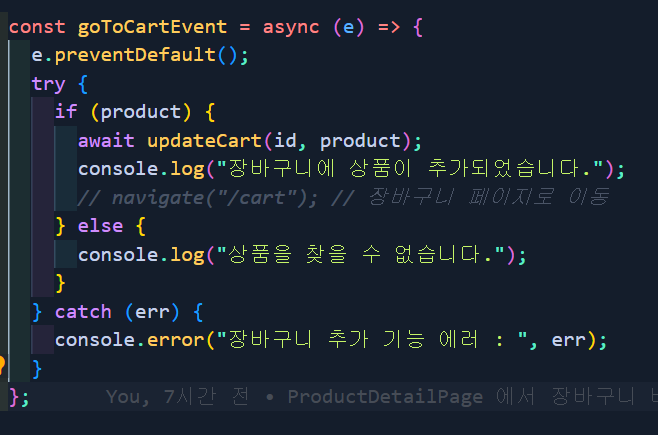 const goToCartEvent = async (e) => {
  e.preventDefault();
  try {
    if (product) {
      await updateCart(id, product);
      console.log("장바구니에 상품이 추가되었습니다.");
      // navigate("/cart"); // 장바구니 페이지로 이동
    } else {
      console.log("상품을 찾을 수 없습니다.");
    }
  } catch (err) {
    console.error("장바구니 추가 기능 에러 : ", err);
  }
};      You, 7시간 전 • ProductDetailPage 에서 장바구니